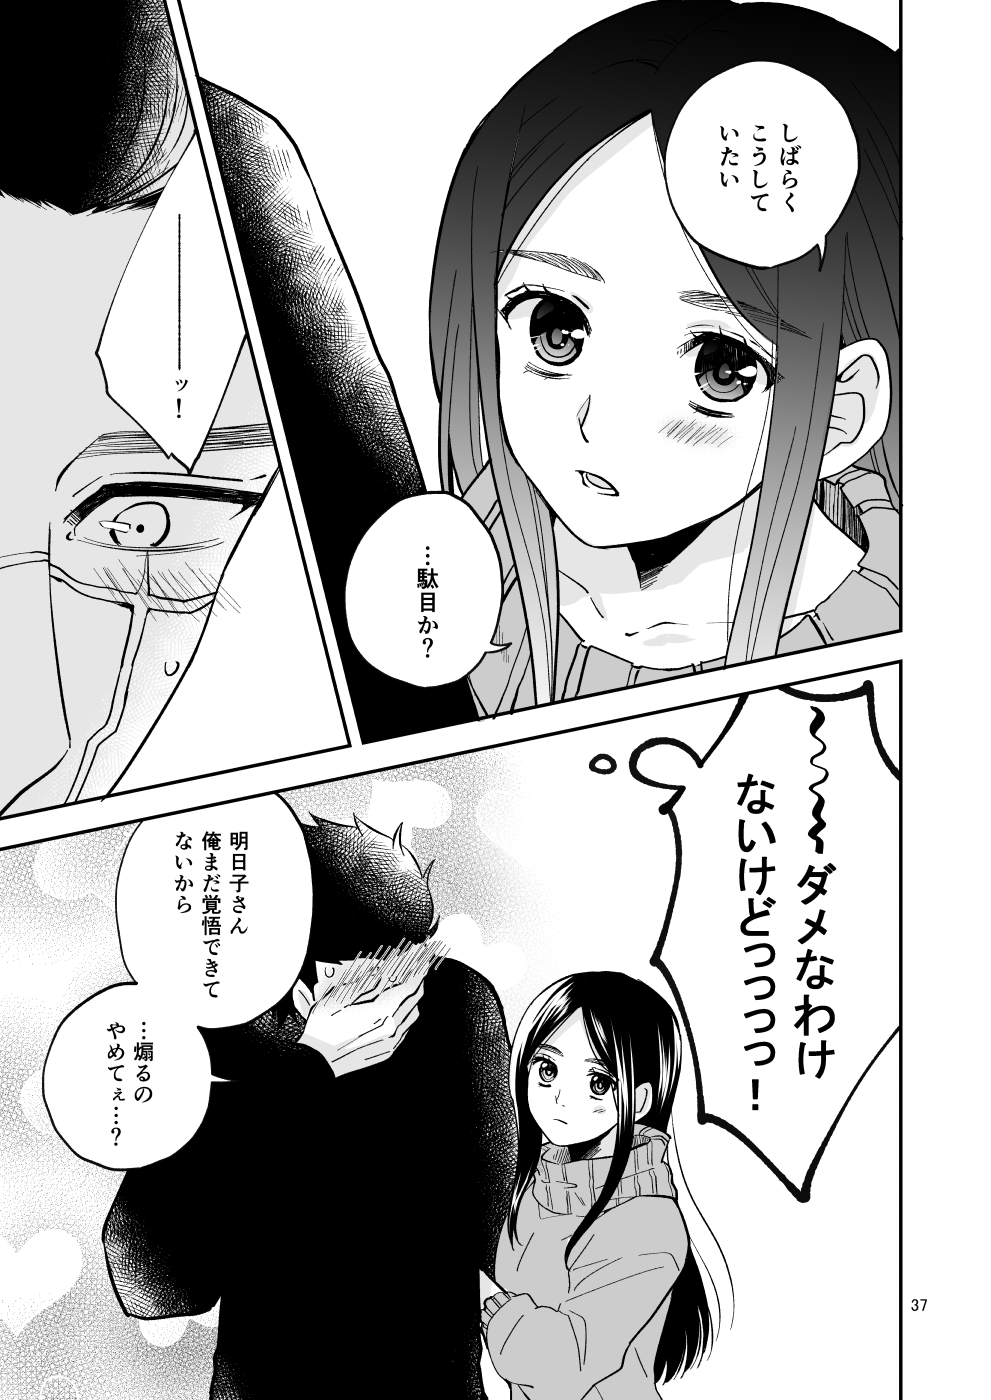 しばらく
こうして
いたい
…駄目か？
――――ッ！
～～ダメなわけ
ないけどっっっっ！
明日子さん
俺まだ覚悟できて
ないから
…煽るの
やめてぇ…？
37